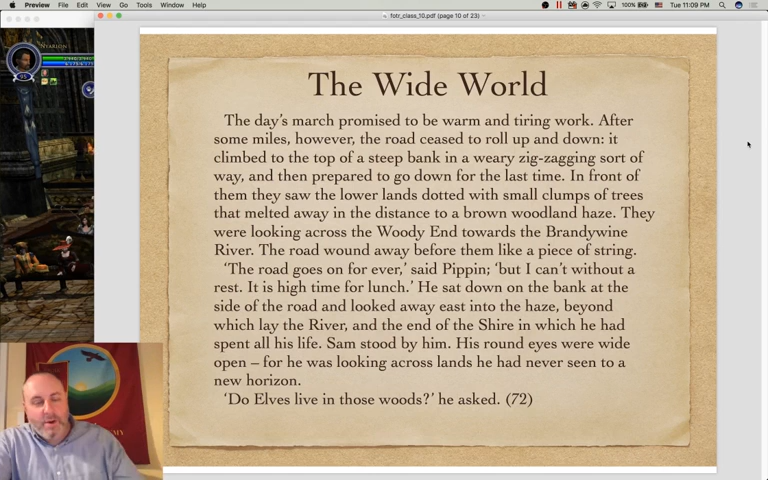 Preview File Edit View Go Tools Window Help
100% Tue 11:09 PM
fotr_class_10.pdf (page 10 of 23)
NYARION
95
The Wide World
The day's march promised to be warm and tiring work. After
some miles, however, the road ceased to roll up and down: it
climbed to the top of a steep bank in a weary zig-zagging sort of
way, and then prepared to go down for the last time. In front of
them they saw the lower lands dotted with small clumps of trees
that melted away in the distance to a brown woodland haze. They
were looking across the Woody End towards the Brandywine
River. The road wound away before them like a piece of string.
'The road goes on for ever,' said Pippin; 'but I can't without a
rest. It is high time for lunch.' He sat down on the bank at the
side of the road and looked away east into the haze, beyond
which lay the River, and the end of the Shire in which he had
spent all his life. Sam stood by him. His round eyes were wide
open – for he was looking across lands he had never seen to a
new horizon.
'Do Elves live in those woods?' he asked. (72)